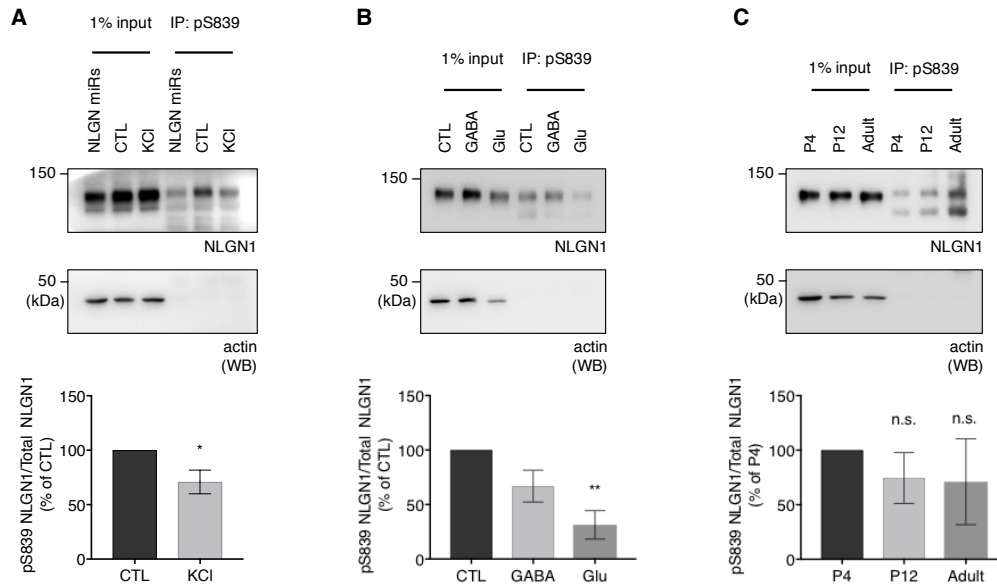 A
1% input IP: pS839
NLGN miRs
CTL
KCl
NLGN miRs
CTL
KCl
150
NLGN1
50
(kDa)
actin
(WB)
pS839 NLGN1/Total NLGN1
(% of CTL)
150
100
50
0
*
CTL KCl
B
1% input IP: pS839
CTL
GABA
Glu
CTL
GABA
Glu
150
NLGN1
50
(kDa)
actin
(WB)
pS839 NLGN1/Total NLGN1
(% of CTL)
150
100
50
0
**
CTL GABA Glu
C
1% input IP: pS839
P4
P12
Adult
P4
P12
Adult
150
NLGN1
50
(kDa)
actin
(WB)
pS839 NLGN1/Total NLGN1
(% of P4)
150
100
50
0
n.s. n.s.
P4 P12 Adult